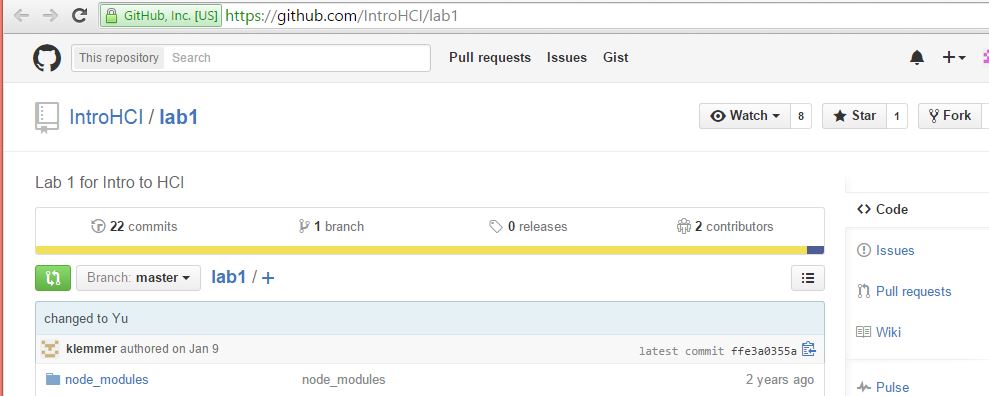 GitHub, Inc. [US] https://github.com/IntroHCI/lab1
This repository Search Pull requests Issues Gist
IntroHCI / lab1 Watch 8 Star 1 Fork
Lab 1 for Intro to HCI
22 commits 1 branch 0 releases 2 contributors
Branch: master lab1 / +
changed to Yu
klemmer authored on Jan 9 latest commit ffe3a0355a
node_modules node_modules 2 years ago
Code
Issues
Pull requests
Wiki
Pulse